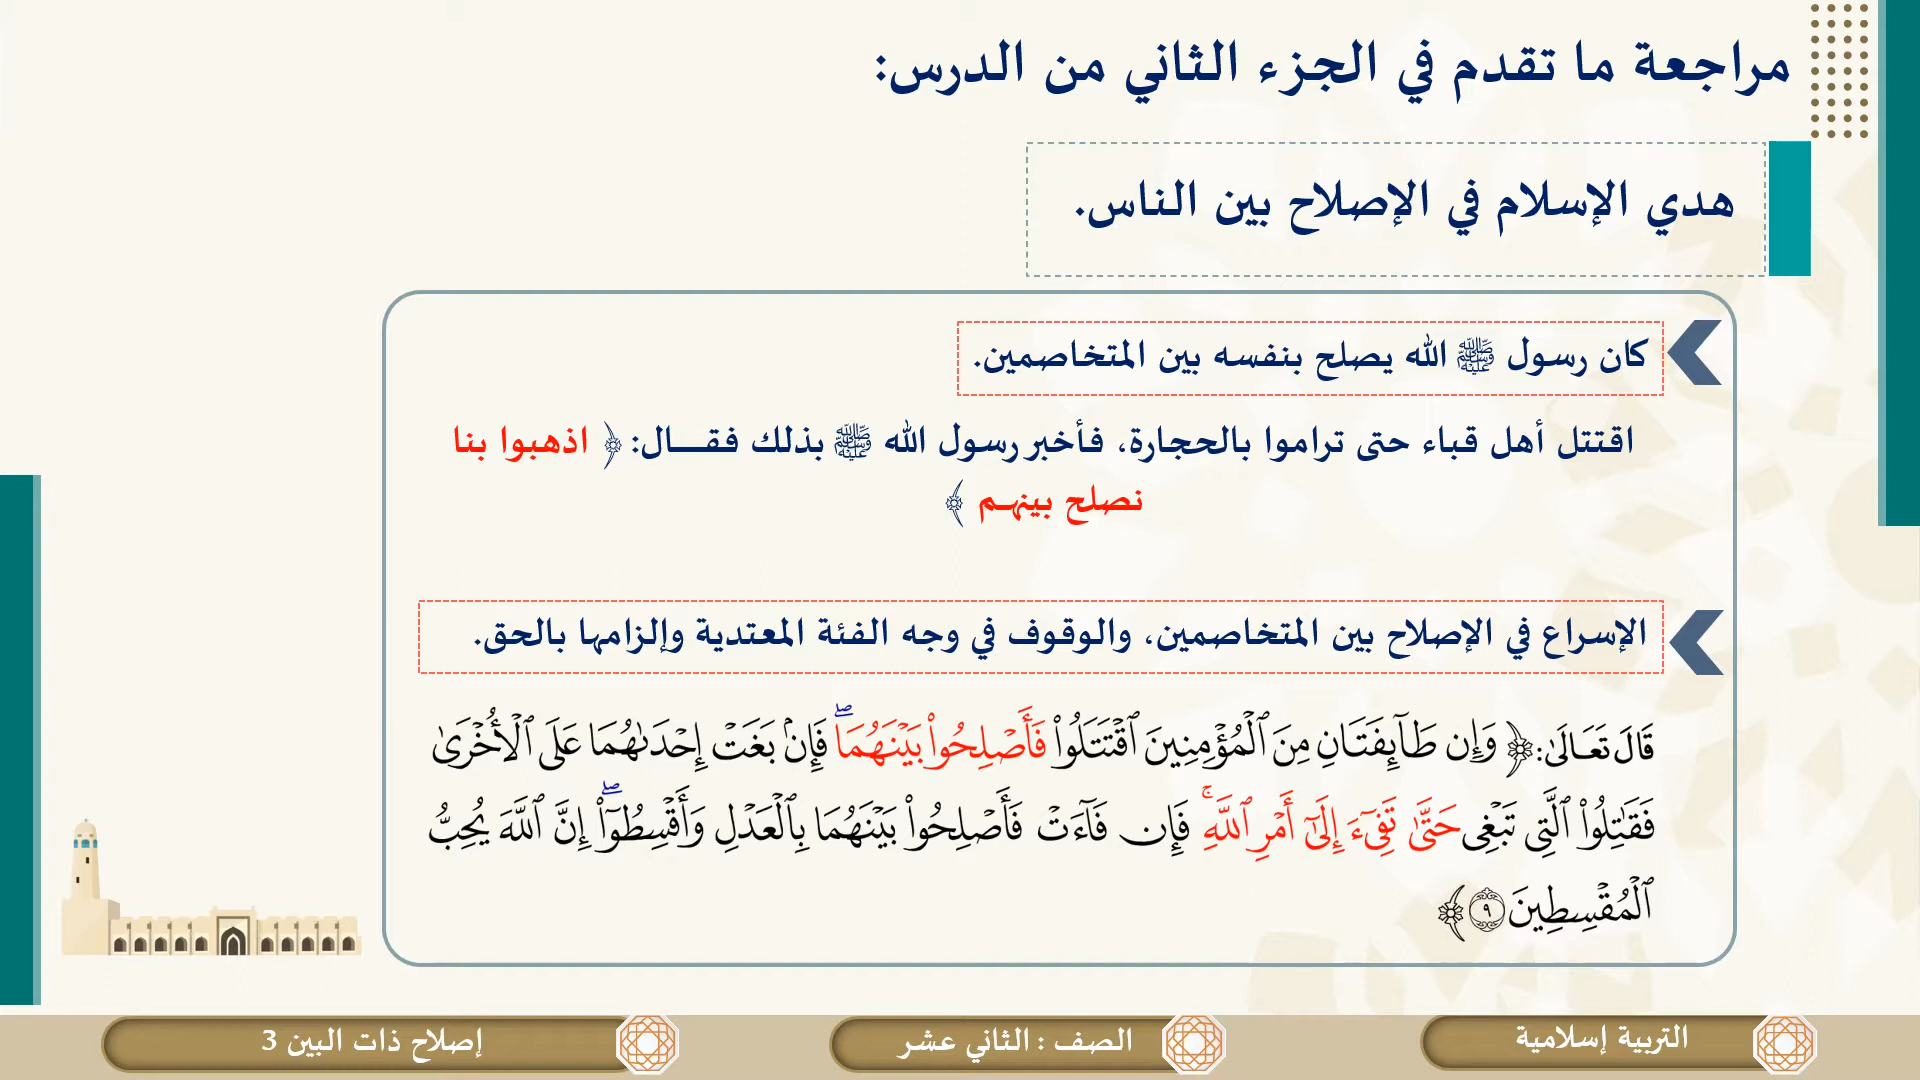 مراجعة ما تقدم في الجزء الثاني من الدرس:
هدي الإسلام في الإصلاح بين الناس.
كان رسول ﷺ الله يصلح بنفسه بين المتخاصمين.
اقتتل أهل قباء حتى تراموا بالحجارة، فأخبر رسول الله ﷺ بذلك فقـــال: ﴿ اذهبوا بنا
نصلح بينهم ﴾
الإسراع في الإصلاح بين المتخاصمين، والوقوف في وجه الفئة المعتدية وإلزامها بالحق.
قَالَ تَعَـالَىٰ:﴿ وَإِن طَآئِفَتَانِ مِنَ ٱلۡمُؤۡمِنِينَ ٱقۡتَتَلُواْ فَأَصۡلِحُواْ بَيۡنَهُمَاۖ فَإِنۢ بَغَتۡ إِحۡدَىٰهُمَا عَلَى ٱلۡأُخۡرَىٰ
فَقَٰتِلُواْ ٱلَّتِي تَبۡغِي حَتَّىٰ تَفِيٓءَ إِلَىٰٓ أَمۡرِ ٱللَّهِۚ فَإِن فَآءَتۡ فَأَصۡلِحُواْ بَيۡنَهُمَا بِٱلۡعَدۡلِ وَأَقۡسِطُوٓاْۖ إِنَّ ٱللَّهَ يُحِبُّ
ٱلۡمُقۡسِطِينَ ٩ ﴾
التربية إسلامية
الصف : الثاني عشر
إصلاح ذات البين 3